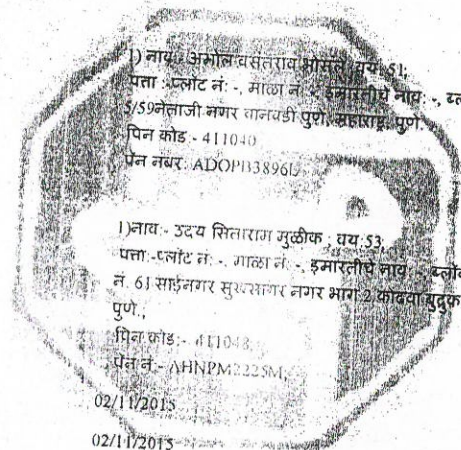 1) नाव:- अमोल वसंतराव भोसले; वय:-51;
पत्ता :-प्लॉट नं: -, माळा नं: -, इमारतीचे नाव: -, ब्लॉ
5/59नेताजी नगर वानवडी पुणे, महाराष्ट्र, पुणे.
पिन कोड:- 411040
पॅन नंबर: ADOPB3896L
1)नाव:- उदय सिताराम मुळीक ; वय:-53;
पत्ता:-प्लॉट नं: -, माळा नं: -, इमारतीचे नाव: -, ब्लॉक
नं. 61 साईनगर सुखसागर नगर भाग 2 कोंढवा बुद्रुक
पुणे.,
पिन कोड:- 411048,
पॅन नं:- AHNPM2225M,
02/11/2015
02/11/2015